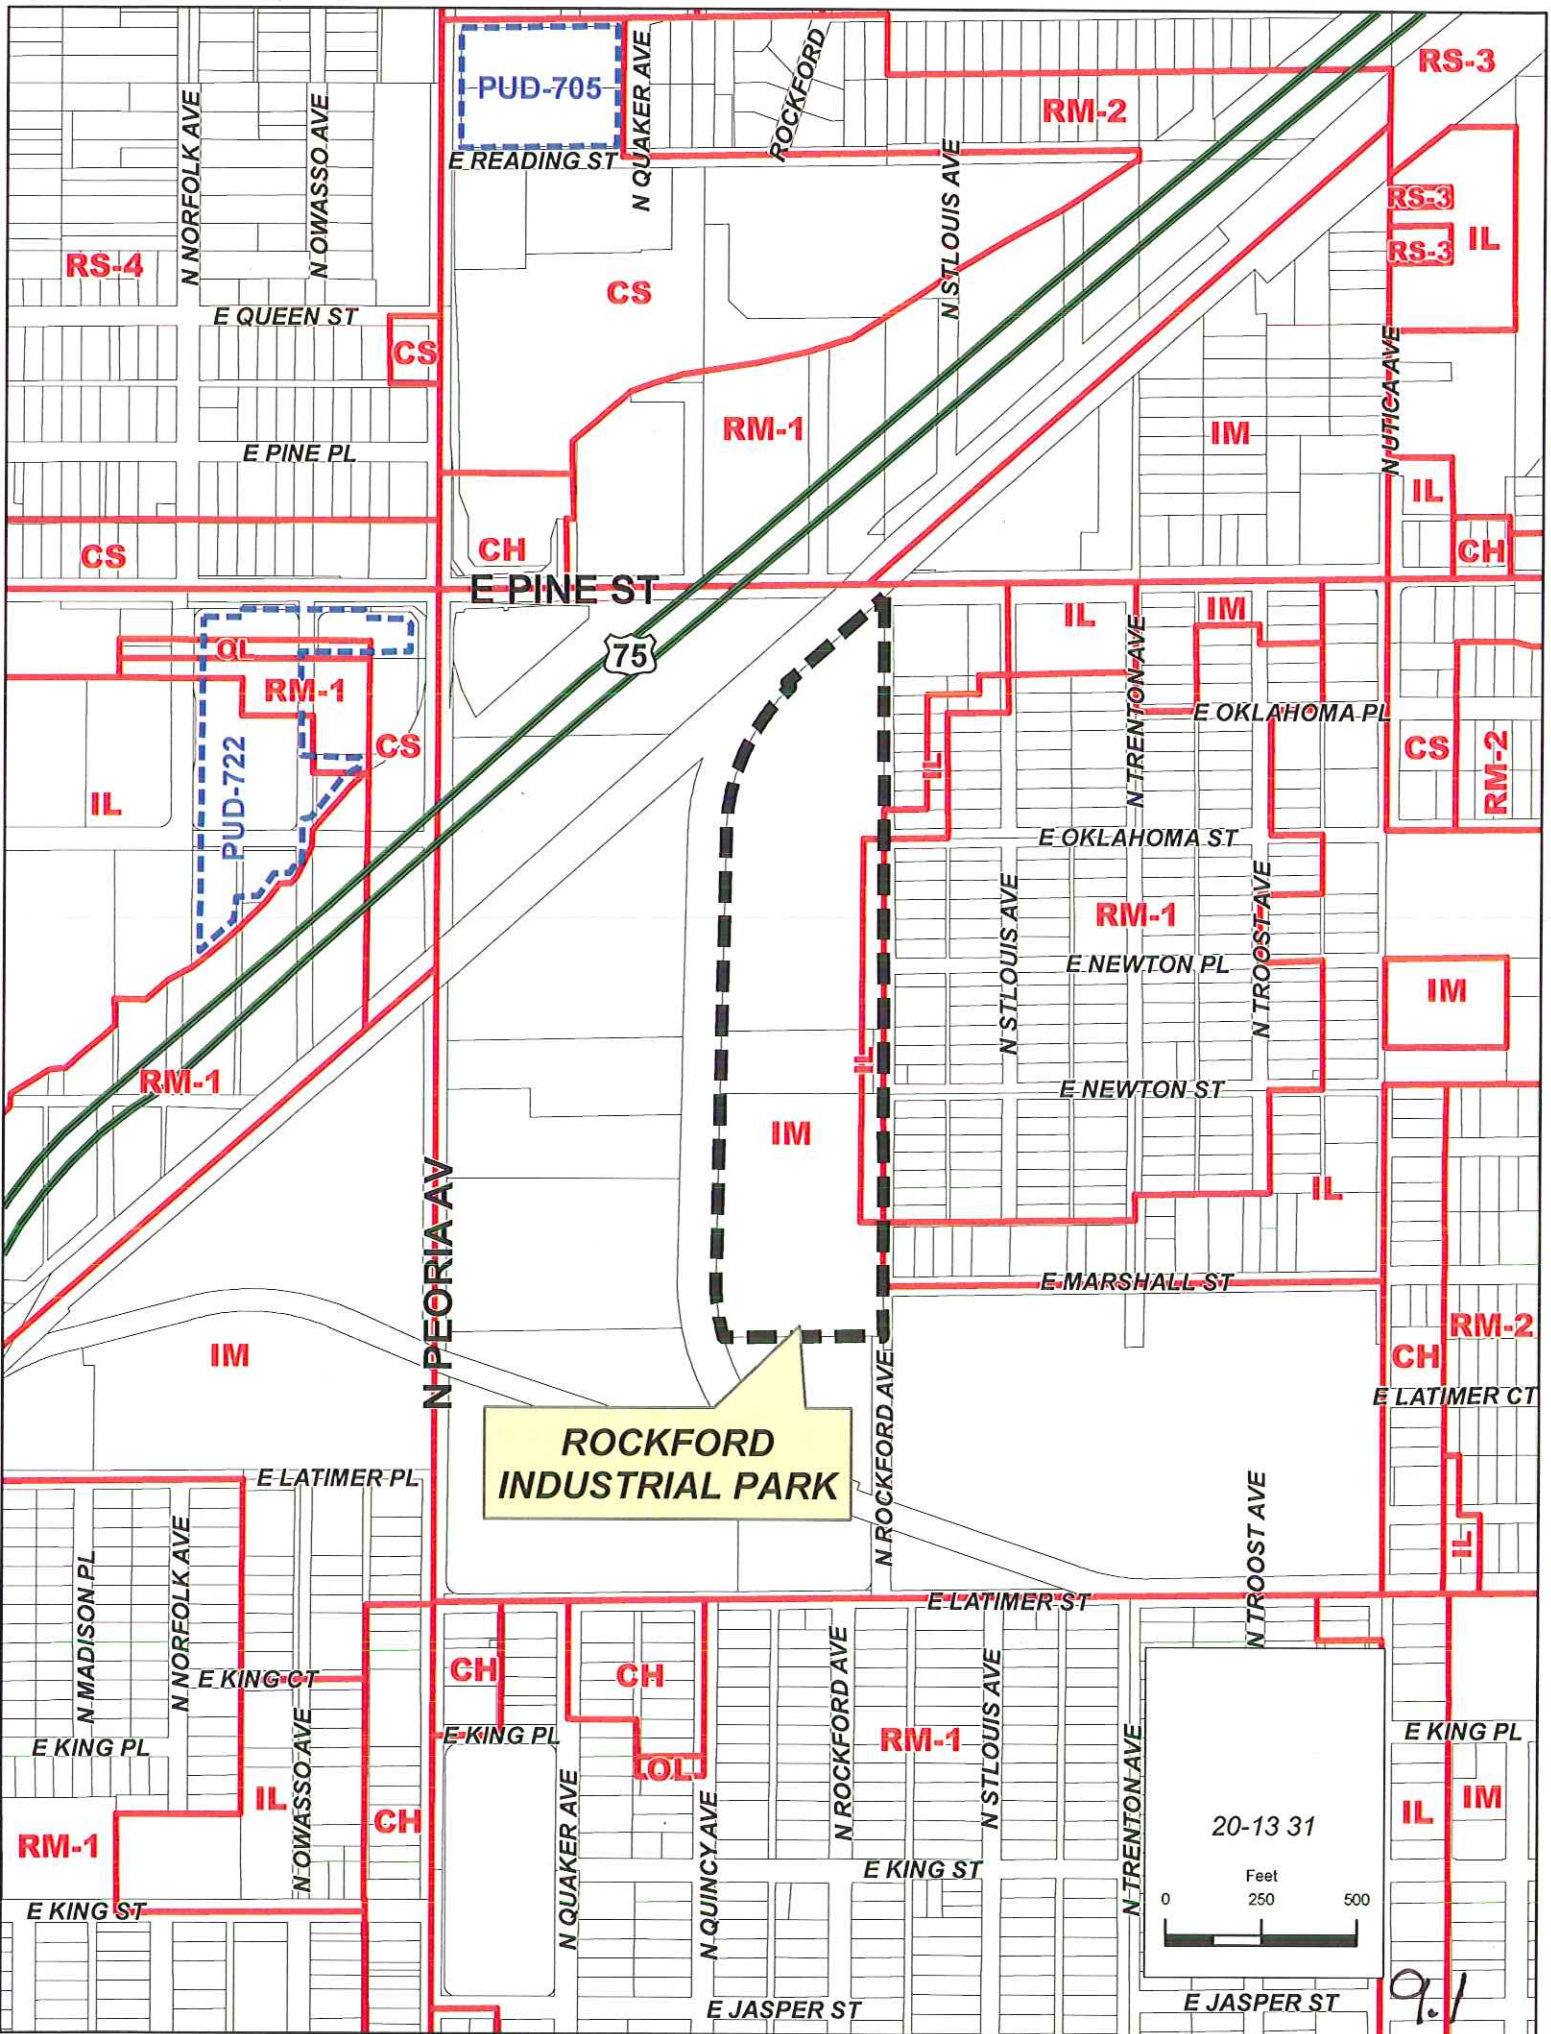 PUD-705
N QUAKER AVE
ROCKFORD
RS-3
RM-2
N NORFOLK AVE
N OWASSO AVE
E READING ST
N STLOUIS AVE
RS-3
RS-3
IL
RS-4
CS
E QUEEN ST
CS
N UTICA AVE
RM-1
IM
E PINE PL
IL
CS
CH
CH
E PINE ST
75
OL
RM-1
CS
PUD-722
IL
IL
IM
N TRENTON AVE
E OKLAHOMA PL
IL
CS
RM-2
E OKLAHOMA ST
N STLOUIS AVE
RM-1
N TROOST AVE
E NEWTON PL
IM
IL
RM-1
E NEWTON ST
IM
IL
N PEORIA AV
E MARSHALL ST
IM
RM-2
CH
E LATIMER CT
ROCKFORD
INDUSTRIAL PARK
N ROCKFORD AVE
E LATIMER PL
N MADISON PL
N NORFOLK AVE
N TROOST AVE
IL
E LATIMER ST
E KING CT
CH
CH
N ROCKFORD AVE
N STLOUIS AVE
E KING PL
N OWASSO AVE
E KING PL
OL
RM-1
N TRENTON AVE
E KING PL
IL
CH
RM-1
N QUAKER AVE
N QUINCY AVE
E KING ST
IL
IM
20-13 31
Feet
0 250 500
E KING ST
E JASPER ST
E JASPER ST
9.1